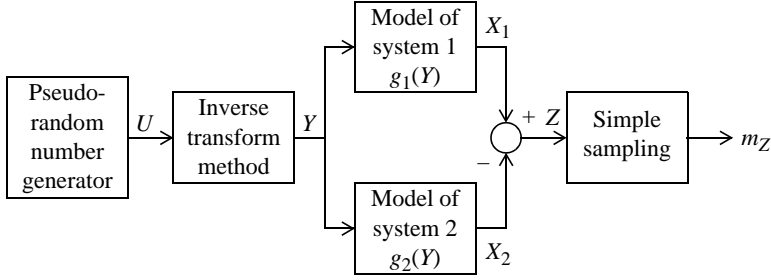 Pseudo-
random
number
generator
U
Inverse
transform
method
Y
Model of
system 1
g1(Y)
X1
Model of
system 2
g2(Y)
X2
+
−
Z
Simple
sampling
mZ